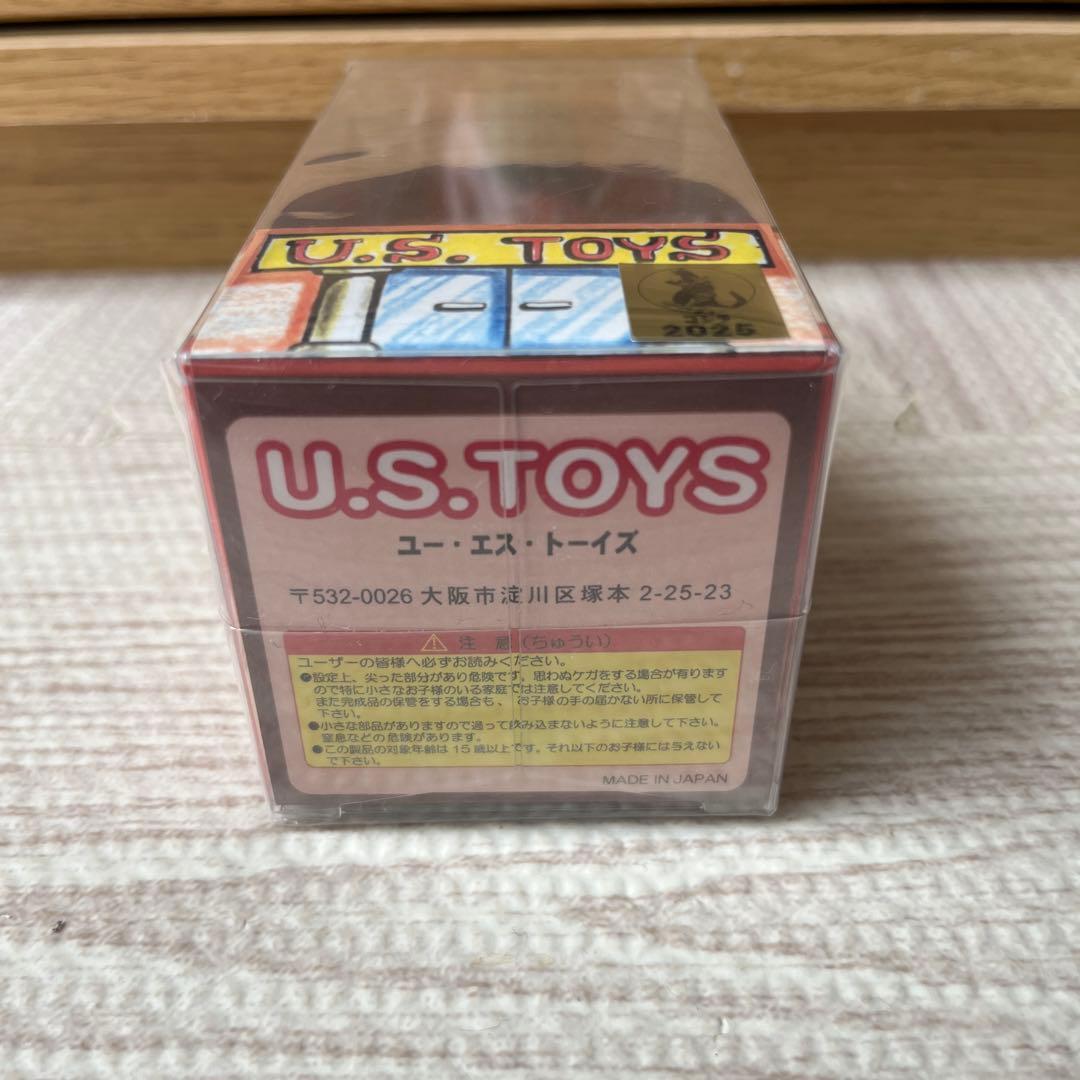 U.S. TOYS
ゴジラ
2025
U.S.TOYS
ユー・エス・トーイズ
〒532-0026 大阪市淀川区塚本 2-25-23
注 意 (ちゅうい)
ユーザーの皆様へ必ずお読みください。
●設定上、尖った部分があり危険です。思わぬケガをする場合が有ります
ので特に小さなお子様のいる家庭では注意してください。
また完成品の保管をする場合も、お子様の手の届かない所に保管して
下さい。
●小さな部品がありますので過って飲み込まないように注意して下さい。
窒息などの危険があります。
●この製品の対象年齢は 15 歳以上です。それ以下のお子様には与えない
で下さい。
MADE IN JAPAN